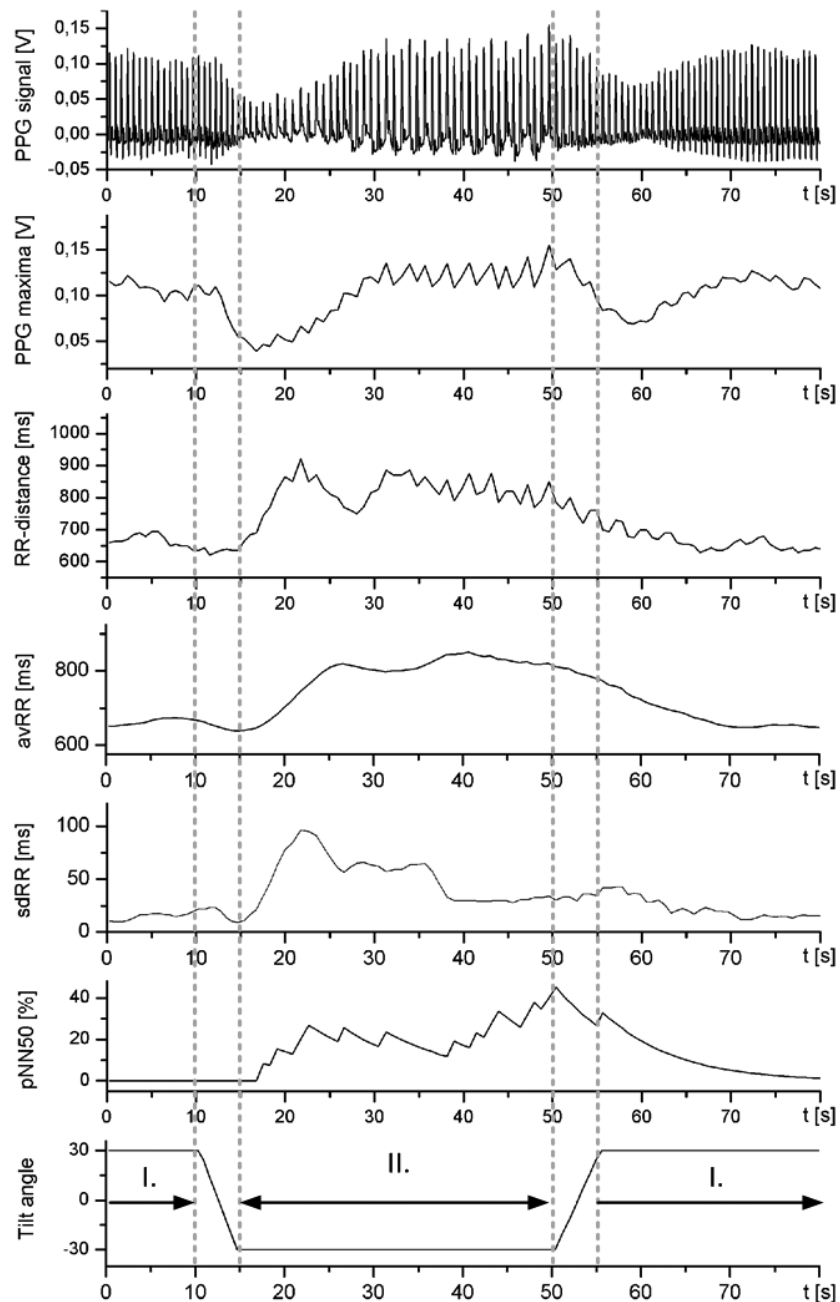 PPG signal [V]
0,15
0,10
0,05
0,00
-0,05
0 10 20 30 40 50 60 70 t [s]
PPG maxima [V]
0,15
0,10
0,05
0 10 20 30 40 50 60 70 t [s]
RR-distance [ms]
1000
900
800
700
600
0 10 20 30 40 50 60 70 t [s]
avRR [ms]
800
600
0 10 20 30 40 50 60 70 t [s]
sdRR [ms]
100
50
0
0 10 20 30 40 50 60 70 t [s]
pNN50 [%]
40
20
0
0 10 20 30 40 50 60 70 t [s]
Tilt angle
30
0
-30
I. II. I.
0 10 20 30 40 50 60 70 t [s]